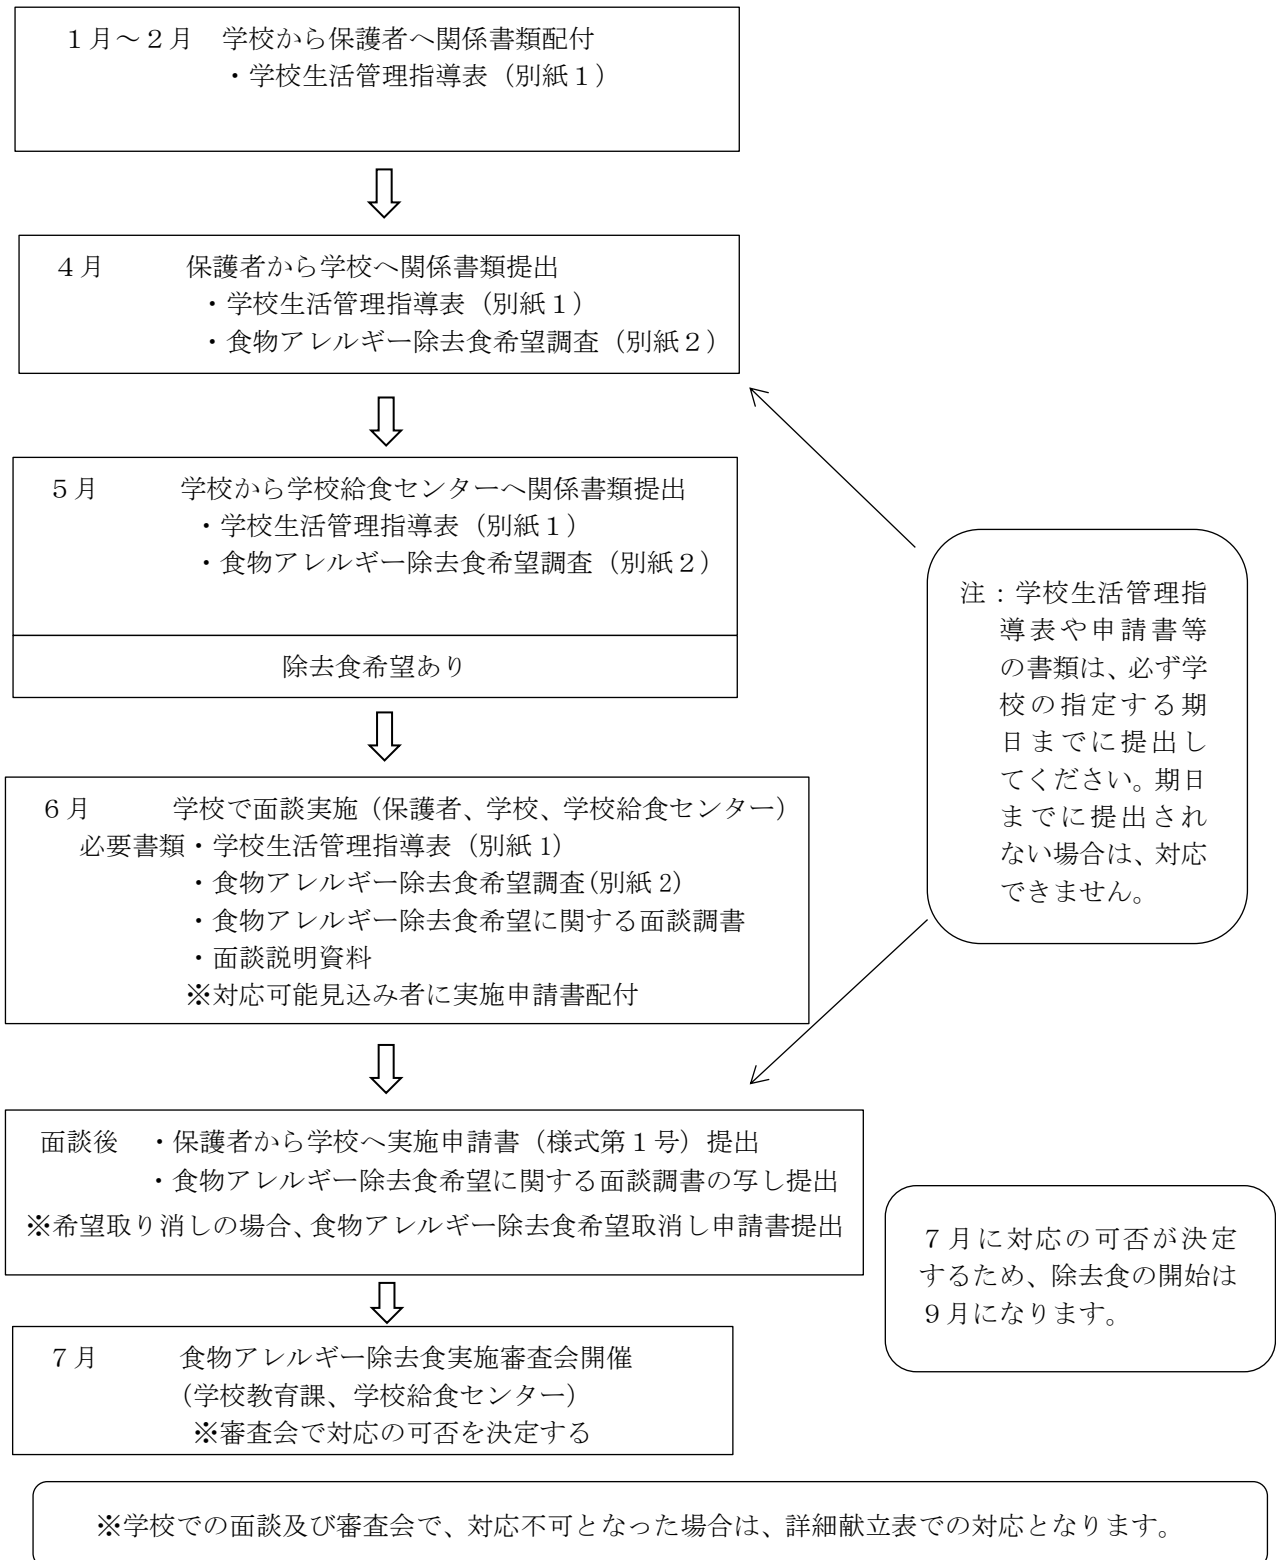 １月～２月　学校から保護者へ関係書類配付
・学校生活管理指導表（別紙１）
４月　　　保護者から学校へ関係書類提出
・学校生活管理指導表（別紙１）
・食物アレルギー除去食希望調査（別紙２）
５月　　　学校から学校給食センターへ関係書類提出
・学校生活管理指導表（別紙１）
・食物アレルギー除去食希望調査（別紙２）
除去食希望あり
注：学校生活管理指
導表や申請書等
の書類は、必ず学
校の指定する期
日までに提出し
てください。期日
までに提出され
ない場合は、対応
できません。
６月　　　学校で面談実施（保護者、学校、学校給食センター）
必要書類・学校生活管理指導表（別紙 1）
・食物アレルギー除去食希望調査(別紙 2)
・食物アレルギー除去食希望に関する面談調書
・面談説明資料
※対応可能見込み者に実施申請書配付
面談後　・保護者から学校へ実施申請書（様式第１号）提出
・食物アレルギー除去食希望に関する面談調書の写し提出
※希望取り消しの場合、食物アレルギー除去食希望取消し申請書提出
７月に対応の可否が決定
するため、除去食の開始は
９月になります。
７月　　　食物アレルギー除去食実施審査会開催
（学校教育課、学校給食センター）
※審査会で対応の可否を決定する
※学校での面談及び審査会で、対応不可となった場合は、詳細献立表での対応となります。